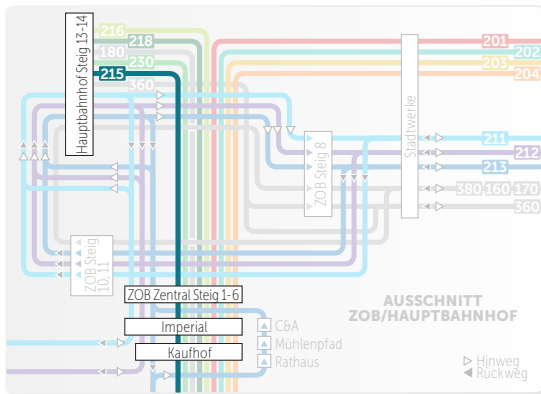 Hauptbahnhof Steig 13-14
216
218
180
230
215
360
201
202
203
204
Stadtwerke
ZOB Steig 8
211
212
213
380 160 170
360
ZOB Steig
10, 11
ZOB Zentral Steig 1-6
Imperial
Kaufhof
C&A
Mühlenpfad
Rathaus
AUSSCHNITT
ZOB/HAUPTBAHNHOF
Hinweg
Rückweg